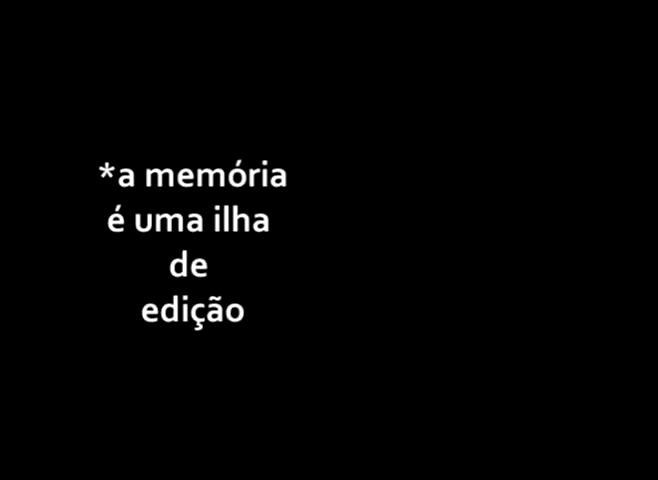 *a memória
é uma ilha
de
edição